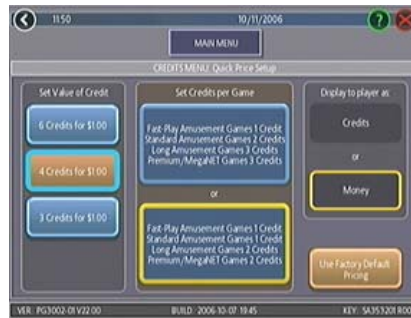 1150 10/11/2006 ?
MAIN MENU
CREDITS MENU: Quick Price Setup
Set Value of Credit
6 Credits for $1.00
4 Credits for $1.00
3 Credits for $1.00
Set Credits per Game
Fast-Play Amusement Games 1 Credit
Standard Amusement Games 2 Credits
Long Amusement Games 3 Credits
Premium/MegaNET Games 3 Credits
or
Fast-Play Amusement Games 1 Credit
Standard Amusement Games 1 Credit
Long Amusement Games 2 Credits
Premium/MegaNET Games 2 Credits
Display to player as:
Credits
or
Money
Use Factory Default
Pricing
VER: PG3002-01 V22.00 BUILD: 2006-10-07 19:45 KEY: SA353201 R00